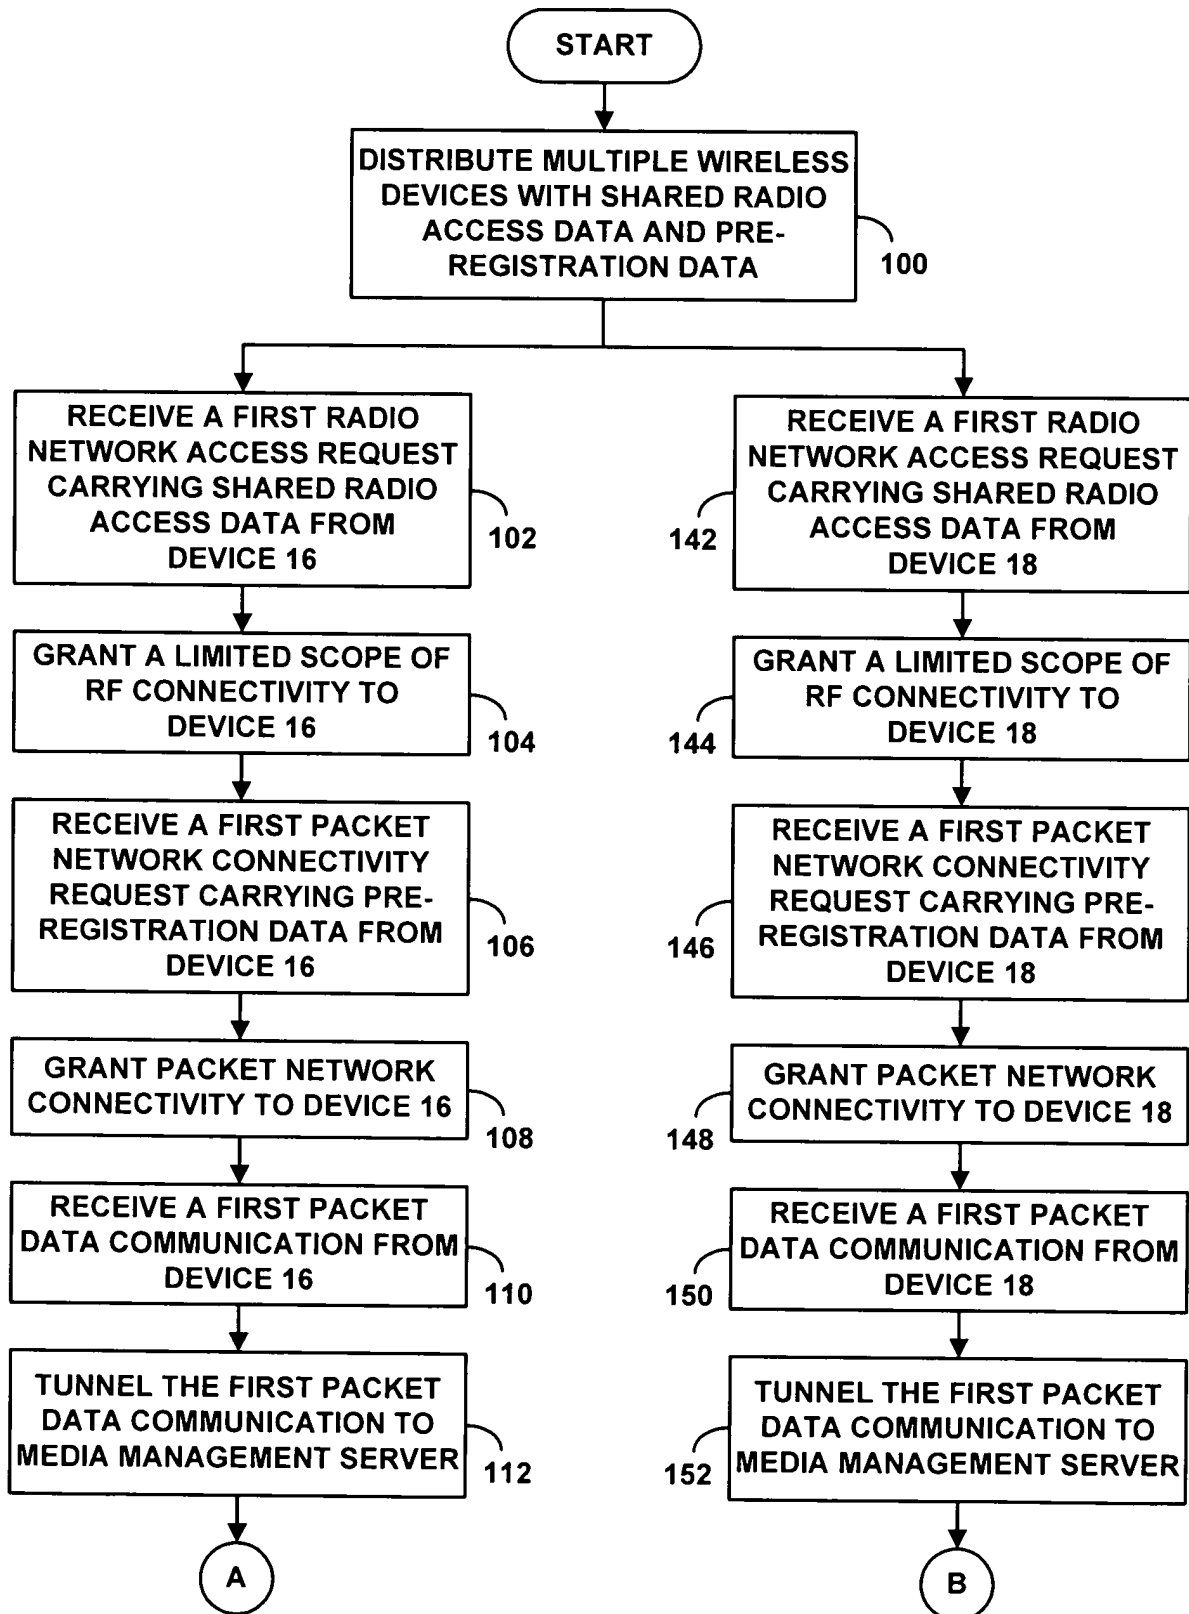 START
DISTRIBUTE MULTIPLE WIRELESS
DEVICES WITH SHARED RADIO
ACCESS DATA AND PRE-
REGISTRATION DATA
100
RECEIVE A FIRST RADIO
NETWORK ACCESS REQUEST
CARRYING SHARED RADIO
ACCESS DATA FROM
DEVICE 16
102
GRANT A LIMITED SCOPE OF
RF CONNECTIVITY TO
DEVICE 16
104
RECEIVE A FIRST PACKET
NETWORK CONNECTIVITY
REQUEST CARRYING PRE-
REGISTRATION DATA FROM
DEVICE 16
106
GRANT PACKET NETWORK
CONNECTIVITY TO DEVICE 16
108
RECEIVE A FIRST PACKET
DATA COMMUNICATION FROM
DEVICE 16
110
TUNNEL THE FIRST PACKET
DATA COMMUNICATION TO
MEDIA MANAGEMENT SERVER
112
A
RECEIVE A FIRST RADIO
NETWORK ACCESS REQUEST
CARRYING SHARED RADIO
ACCESS DATA FROM
DEVICE 18
142
GRANT A LIMITED SCOPE OF
RF CONNECTIVITY TO
DEVICE 18
144
RECEIVE A FIRST PACKET
NETWORK CONNECTIVITY
REQUEST CARRYING PRE-
REGISTRATION DATA FROM
DEVICE 18
146
GRANT PACKET NETWORK
CONNECTIVITY TO DEVICE 18
148
RECEIVE A FIRST PACKET
DATA COMMUNICATION FROM
DEVICE 18
150
TUNNEL THE FIRST PACKET
DATA COMMUNICATION TO
MEDIA MANAGEMENT SERVER
152
B